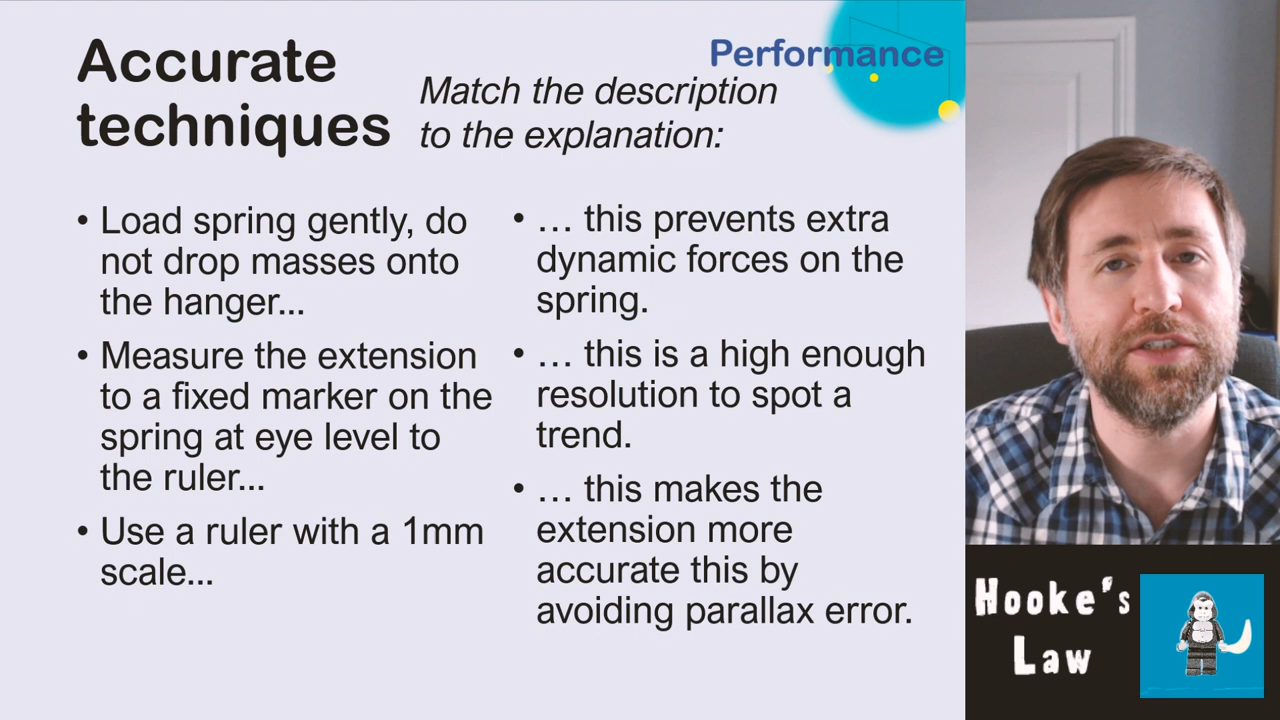 Accurate
techniques
Performance
Match the description
to the explanation:
• Load spring gently, do
not drop masses onto
the hanger...
• Measure the extension
to a fixed marker on the
spring at eye level to
the ruler...
• Use a ruler with a 1mm
scale...
• … this prevents extra
dynamic forces on the
spring.
• … this is a high enough
resolution to spot a
trend.
• … this makes the
extension more
accurate this by
avoiding parallax error.
Hooke's
Law